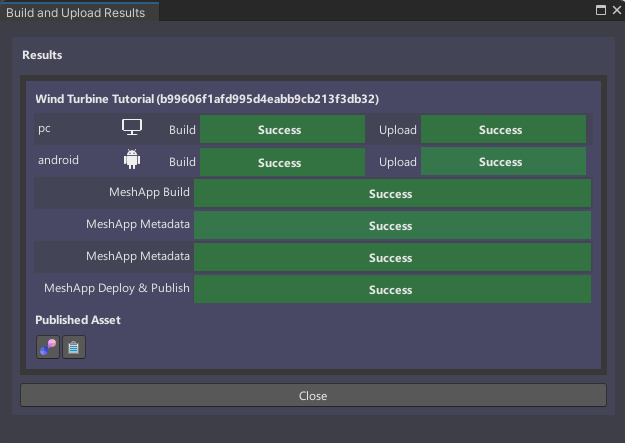 Build and Upload Results
Results
Wind Turbine Tutorial (b99606f1afd995d4eabb9cb213f3db32)
pc Build Success Upload Success
android Build Success Upload Success
MeshApp Build Success
MeshApp Metadata Success
MeshApp Metadata Success
MeshApp Deploy & Publish Success
Published Asset
Close